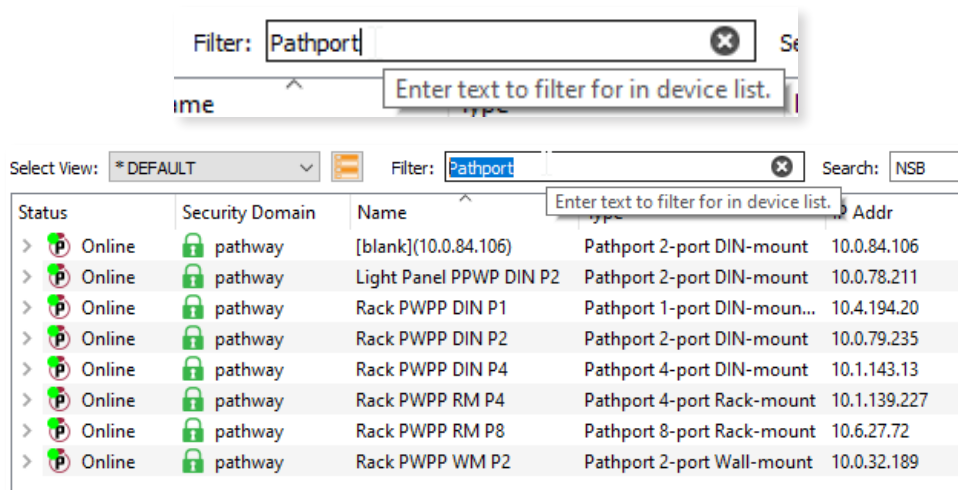 Filter: Pathport
Enter text to filter for in device list.
Select View: * DEFAULT Filter: Pathport Search: NSB
Enter text to filter for in device list.
Status Security Domain Name IP Addr
Online pathway [blank](10.0.84.106) Pathport 2-port DIN-mount 10.0.84.106
Online pathway Light Panel PPWP DIN P2 Pathport 2-port DIN-mount 10.0.78.211
Online pathway Rack PWPP DIN P1 Pathport 1-port DIN-moun... 10.4.194.20
Online pathway Rack PWPP DIN P2 Pathport 2-port DIN-mount 10.0.79.235
Online pathway Rack PWPP DIN P4 Pathport 4-port DIN-mount 10.1.143.13
Online pathway Rack PWPP RM P4 Pathport 4-port Rack-mount 10.1.139.227
Online pathway Rack PWPP RM P8 Pathport 8-port Rack-mount 10.6.27.72
Online pathway Rack PWPP WM P2 Pathport 2-port Wall-mount 10.0.32.189